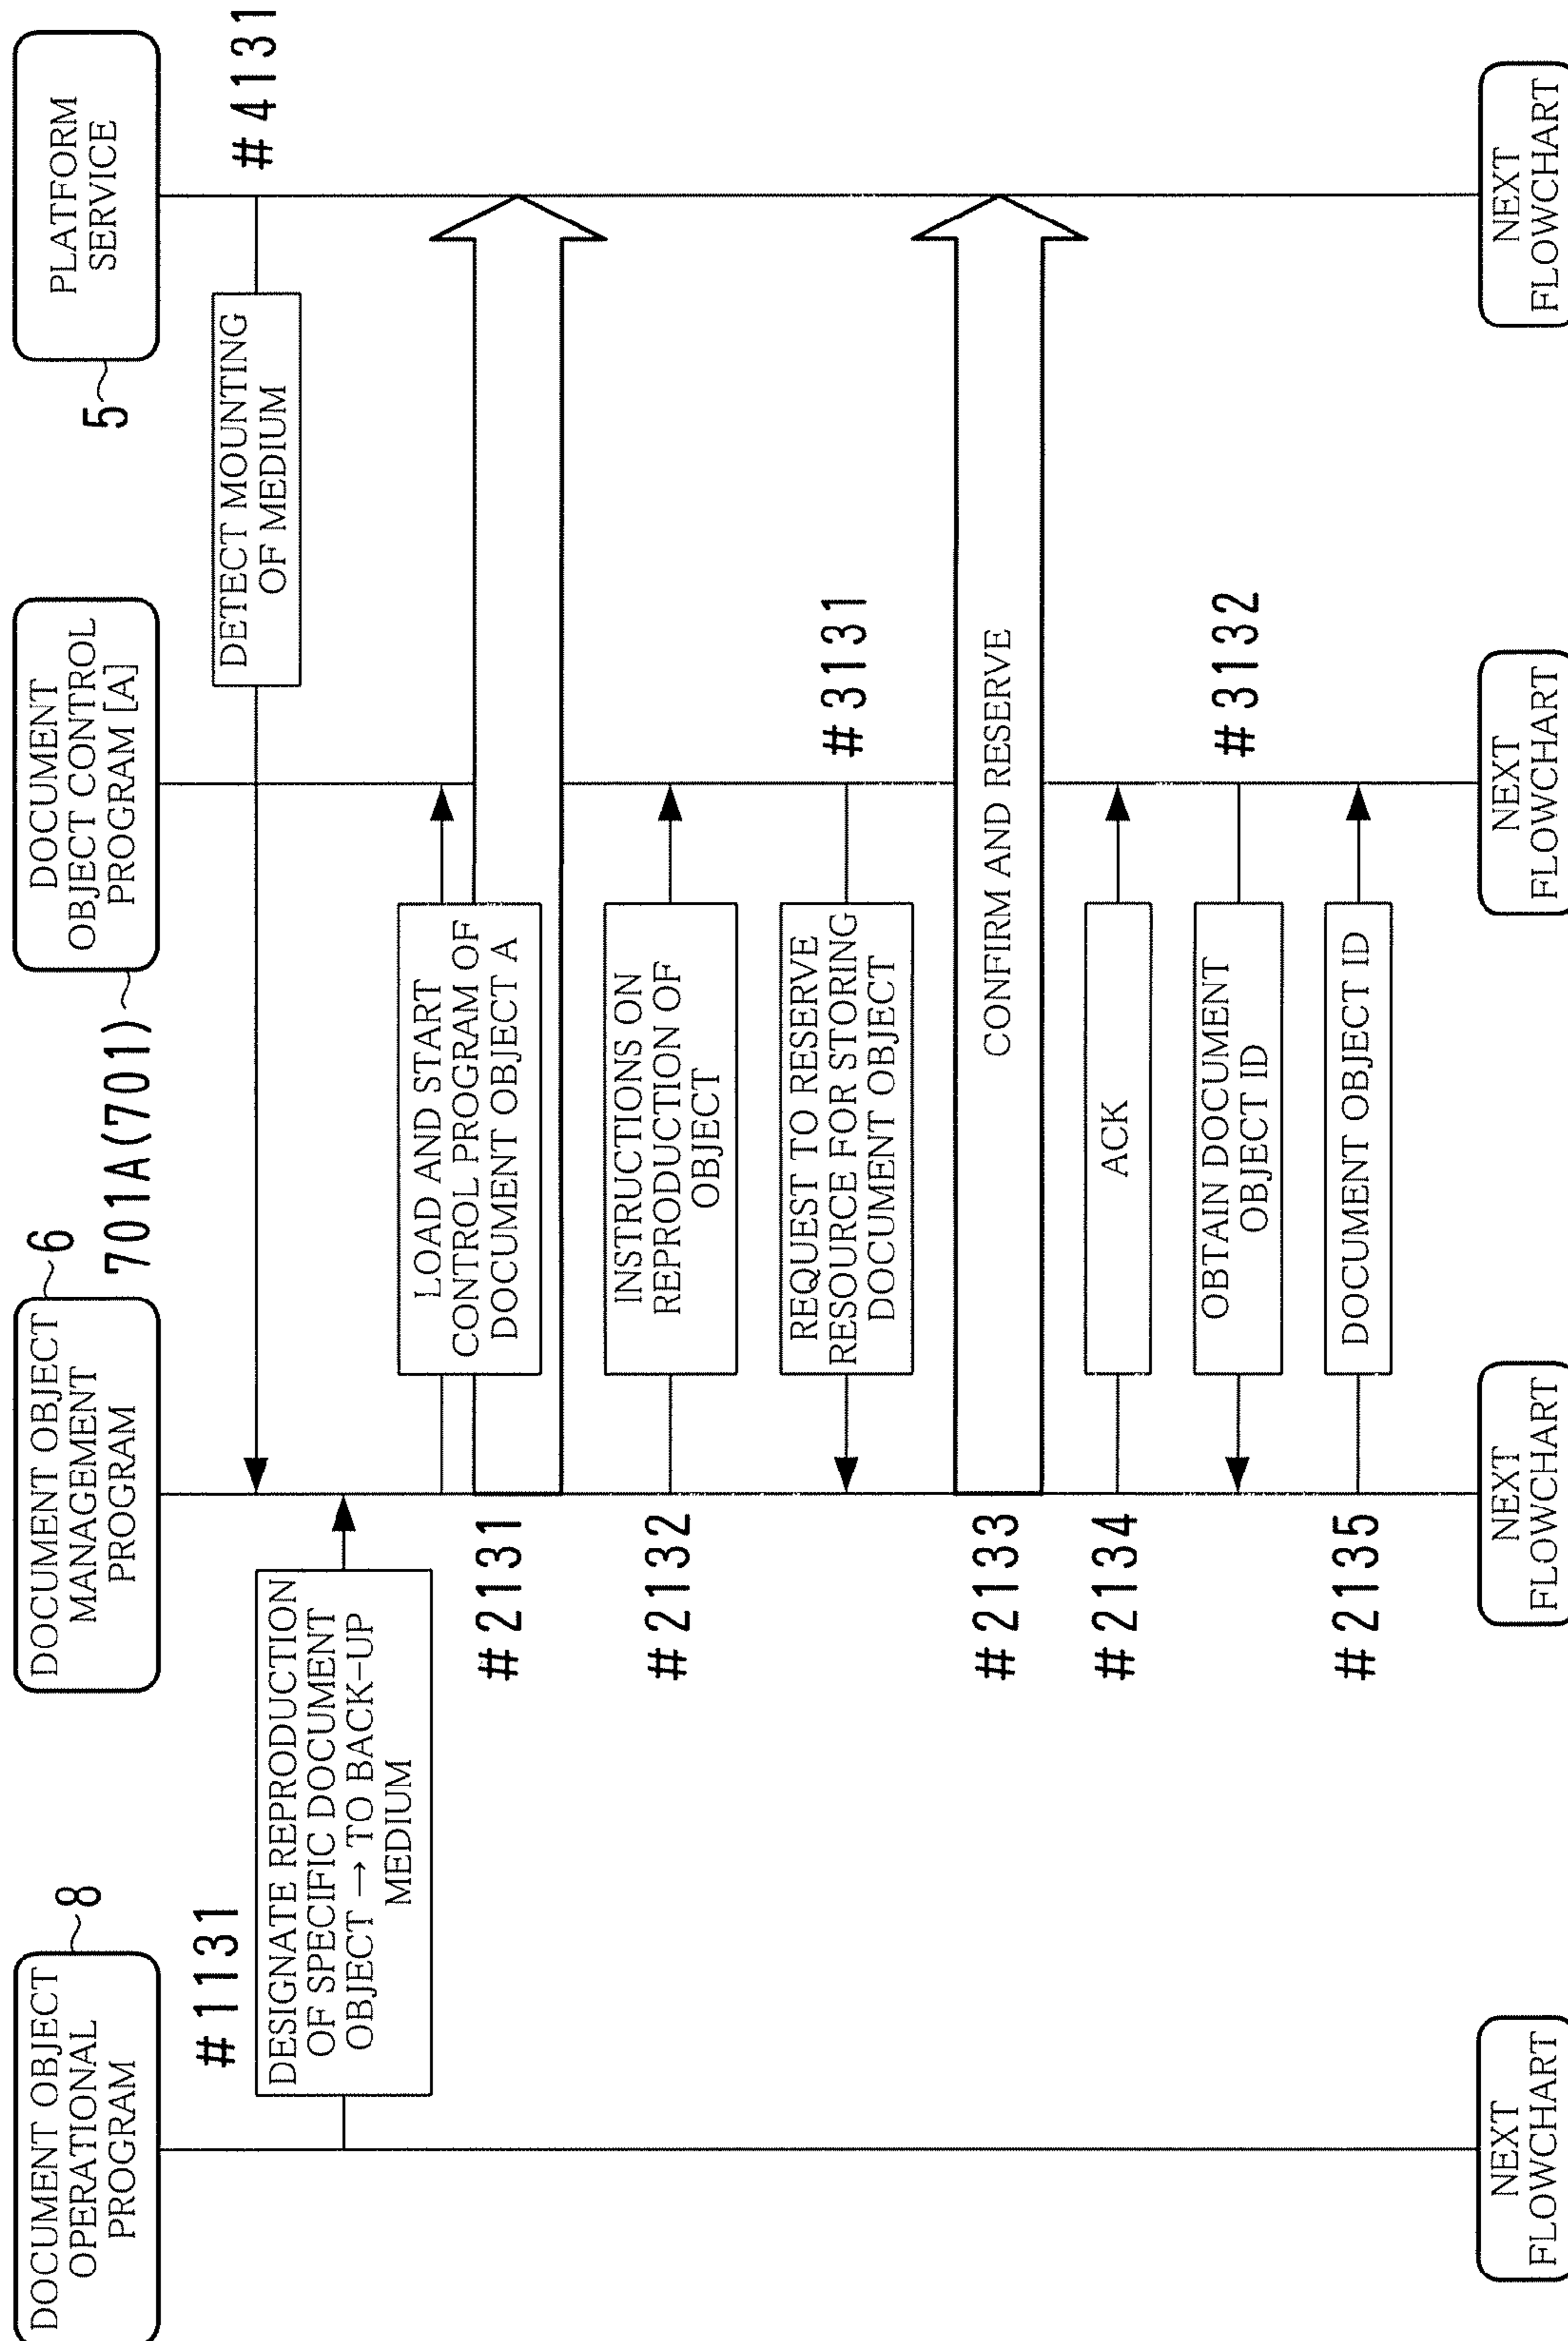 DOCUMENT OBJECT
OPERATIONAL
PROGRAM
8
DOCUMENT OBJECT
MANAGEMENT
PROGRAM
6
DOCUMENT
OBJECT CONTROL
PROGRAM [A]
701A(701)
PLATFORM
SERVICE
5
#4131
DETECT MOUNTING
OF MEDIUM
#1131
DESIGNATE REPRODUCTION
OF SPECIFIC DOCUMENT
OBJECT → TO BACK-UP
MEDIUM
#2131
LOAD AND START
CONTROL PROGRAM OF
DOCUMENT OBJECT A
#2132
INSTRUCTIONS ON
REPRODUCTION OF
OBJECT
REQUEST TO RESERVE
RESOURCE FOR STORING
DOCUMENT OBJECT
#3131
#2133
CONFIRM AND RESERVE
#2134
ACK
OBTAIN DOCUMENT
OBJECT ID
#3132
#2135
DOCUMENT OBJECT ID
NEXT
FLOWCHART
NEXT
FLOWCHART
NEXT
FLOWCHART
NEXT
FLOWCHART